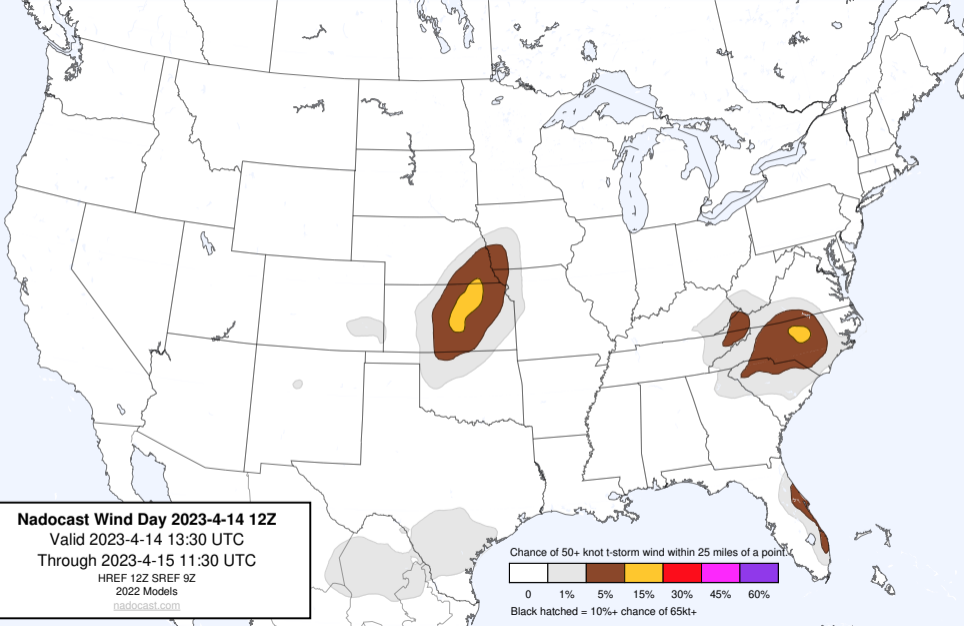 Nadocast Wind Day 2023-4-14 12Z
Valid 2023-4-14 13:30 UTC
Through 2023-4-15 11:30 UTC
HREF 12Z SREF 9Z
2022 Models
nadocast.com
Chance of 50+ knot t-storm wind within 25 miles of a point.
0 1% 5% 15% 30% 45% 60%
Black hatched = 10%+ chance of 65kt+